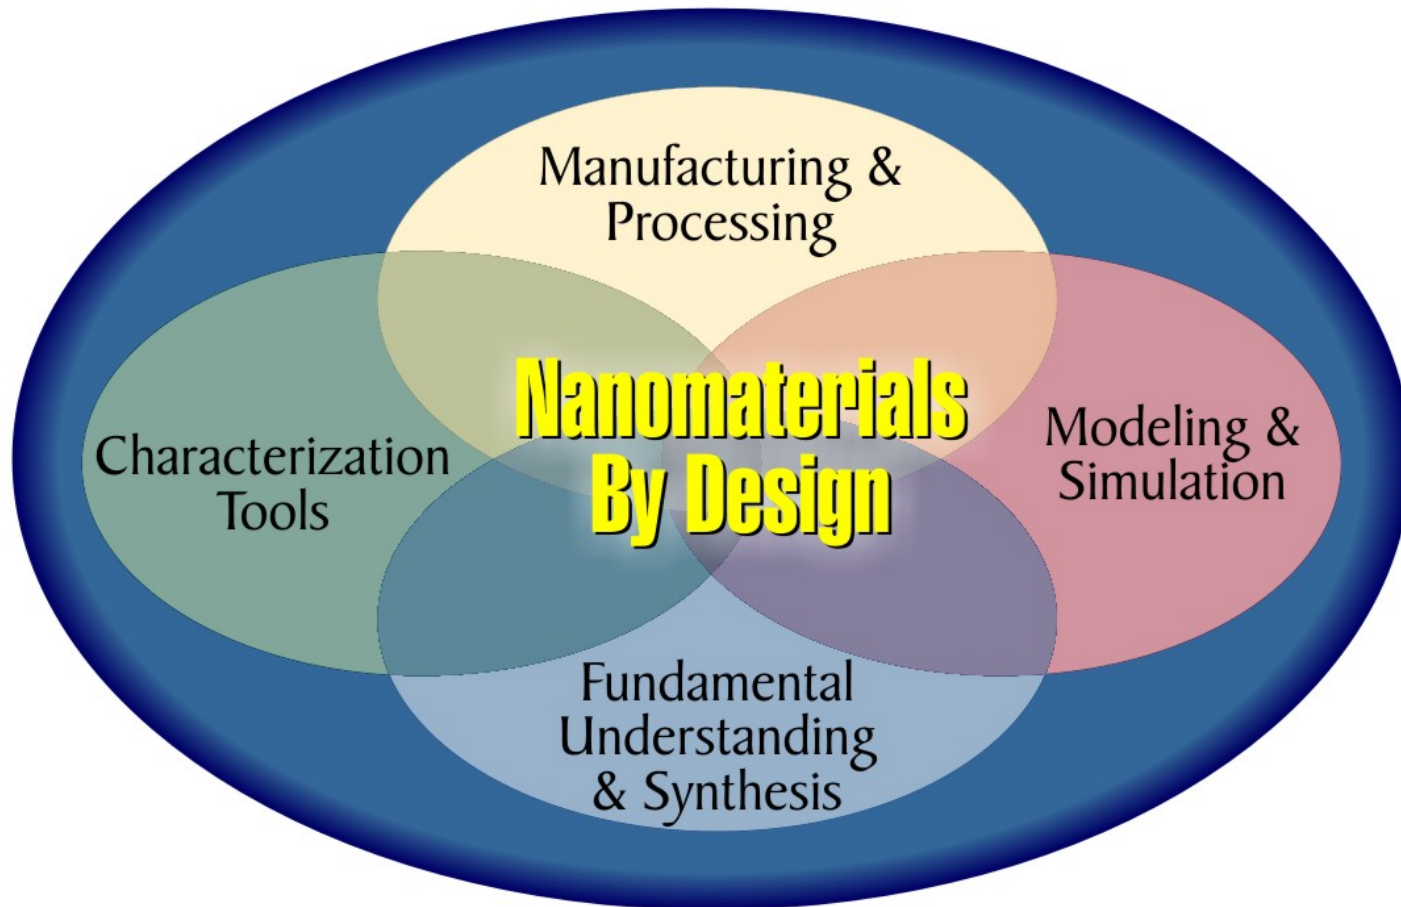 Manufacturing &
Processing
Characterization
Tools
Nanomaterials
By Design
Modeling &
Simulation
Fundamental
Understanding
& Synthesis